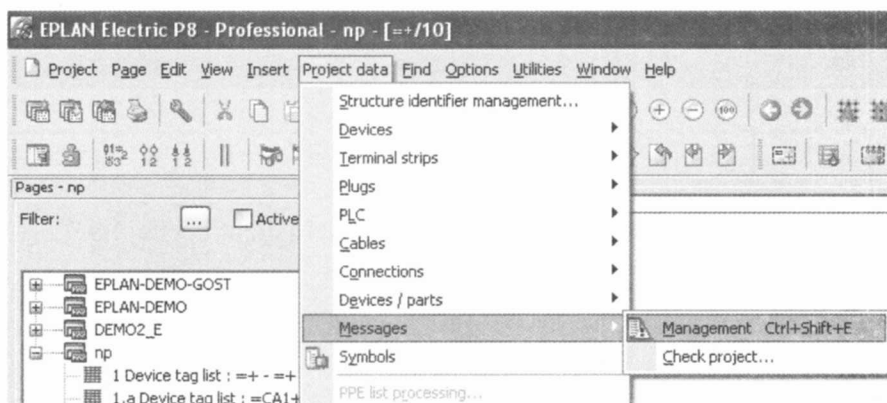 EPLAN Electric P8 - Professional - np - [=+/10]
Project Page Edit View Insert Project data Find Options Utilities Window Help
Structure identifier management...
Devices
Terminal strips
Plugs
PLC
Cables
Connections
Devices / parts
Messages
Symbols
PPE list processing...
Management Ctrl+Shift+E
Check project...
Pages - np
Filter: ... Active
EPLAN-DEMO-GOST
EPLAN-DEMO
DEMO2_E
np
1 Device tag list : =+ - =+
1.a Device tag list : =CA1+